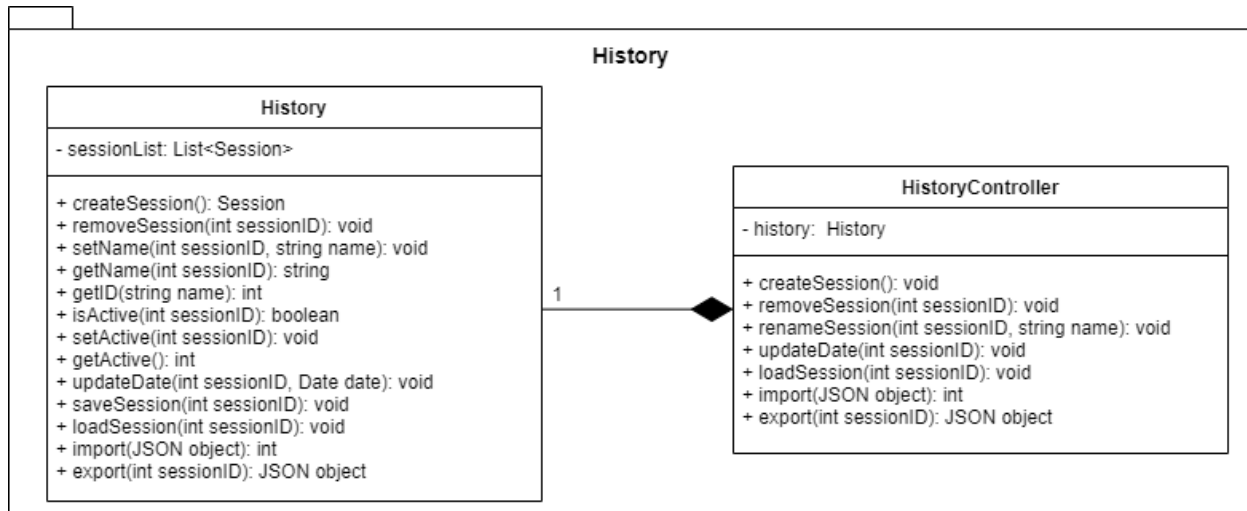 History
History
- sessionList: List<Session>
+ createSession(): Session
+ removeSession(int sessionID): void
+ setName(int sessionID, string name): void
+ getName(int sessionID): string
+ getID(string name): int
+ isActive(int sessionID): boolean
+ setActive(int sessionID): void
+ getActive(): int
+ updateDate(int sessionID, Date date): void
+ saveSession(int sessionID): void
+ loadSession(int sessionID): void
+ import(JSON object): int
+ export(int sessionID): JSON object
1
HistoryController
- history:  History
+ createSession(): void
+ removeSession(int sessionID): void
+ renameSession(int sessionID, string name): void
+ updateDate(int sessionID): void
+ loadSession(int sessionID): void
+ import(JSON object): int
+ export(int sessionID): JSON object